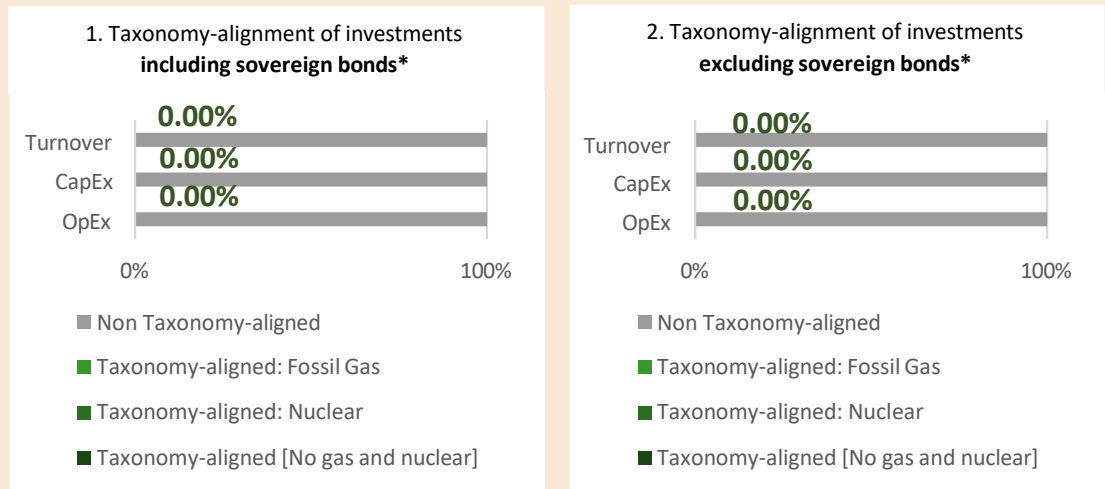 1. Taxonomy-alignment of investments
including sovereign bonds*
0.00%
Turnover
0.00%
CapEx
0.00%
OpEx
0%
100%
Non Taxonomy-aligned
Taxonomy-aligned: Fossil Gas
Taxonomy-aligned: Nuclear
Taxonomy-aligned [No gas and nuclear]
2. Taxonomy-alignment of investments
excluding sovereign bonds*
0.00%
Turnover
0.00%
CapEx
0.00%
OpEx
0%
100%
Non Taxonomy-aligned
Taxonomy-aligned: Fossil Gas
Taxonomy-aligned: Nuclear
Taxonomy-aligned [No gas and nuclear]